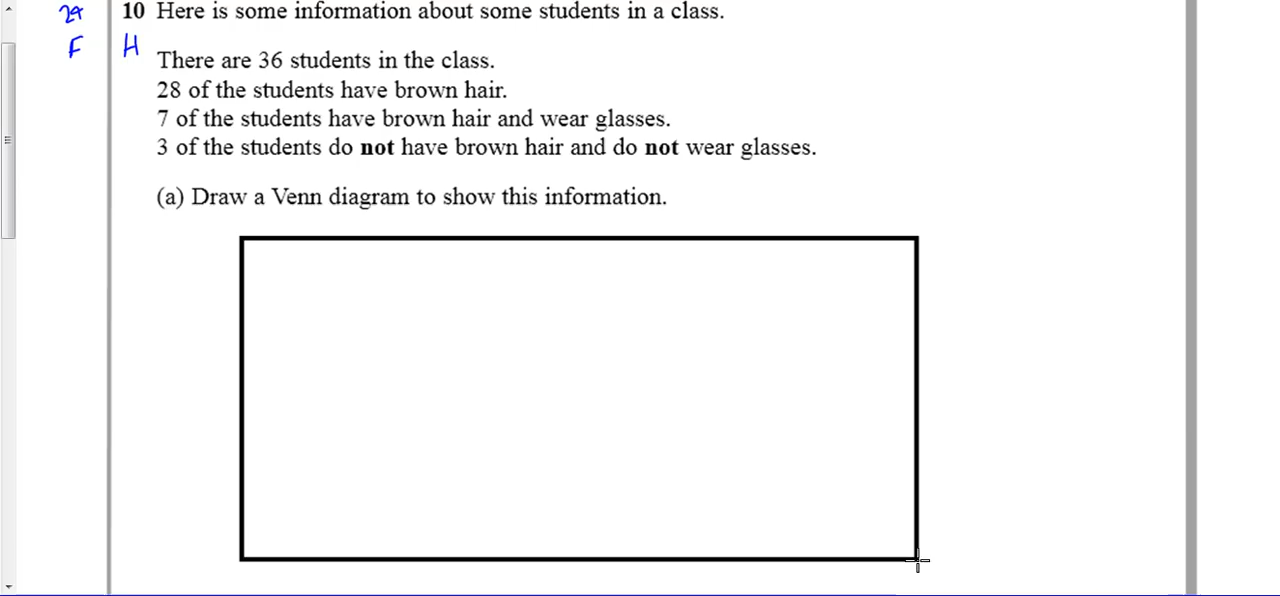 24
10 Here is some information about some students in a class.
F H
There are 36 students in the class.
28 of the students have brown hair.
7 of the students have brown hair and wear glasses.
3 of the students do not have brown hair and do not wear glasses.
(a) Draw a Venn diagram to show this information.